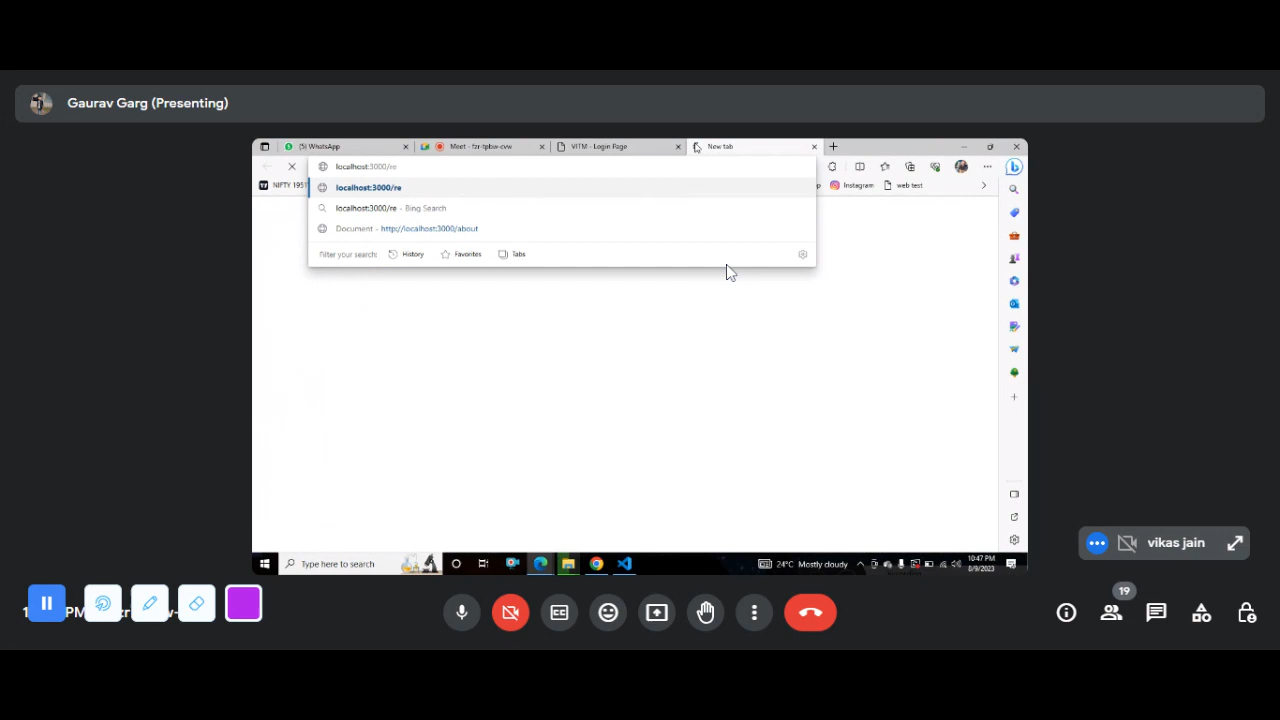 Gaurav Garg (Presenting)
(5) WhatsApp
Meet - fzr-tpbw-cvw
VITM - Login Page
New tab
localhost:3000/re
NIFTY 1951
Instagram
web test
localhost:3000/re
localhost:3000/re - Bing Search
Document - http://localhost:3000/about
Filter your search:
History
Favorites
Tabs
vikas jain
Type here to search
24°C Mostly cloudy
10:47 PM
8/9/2023
19